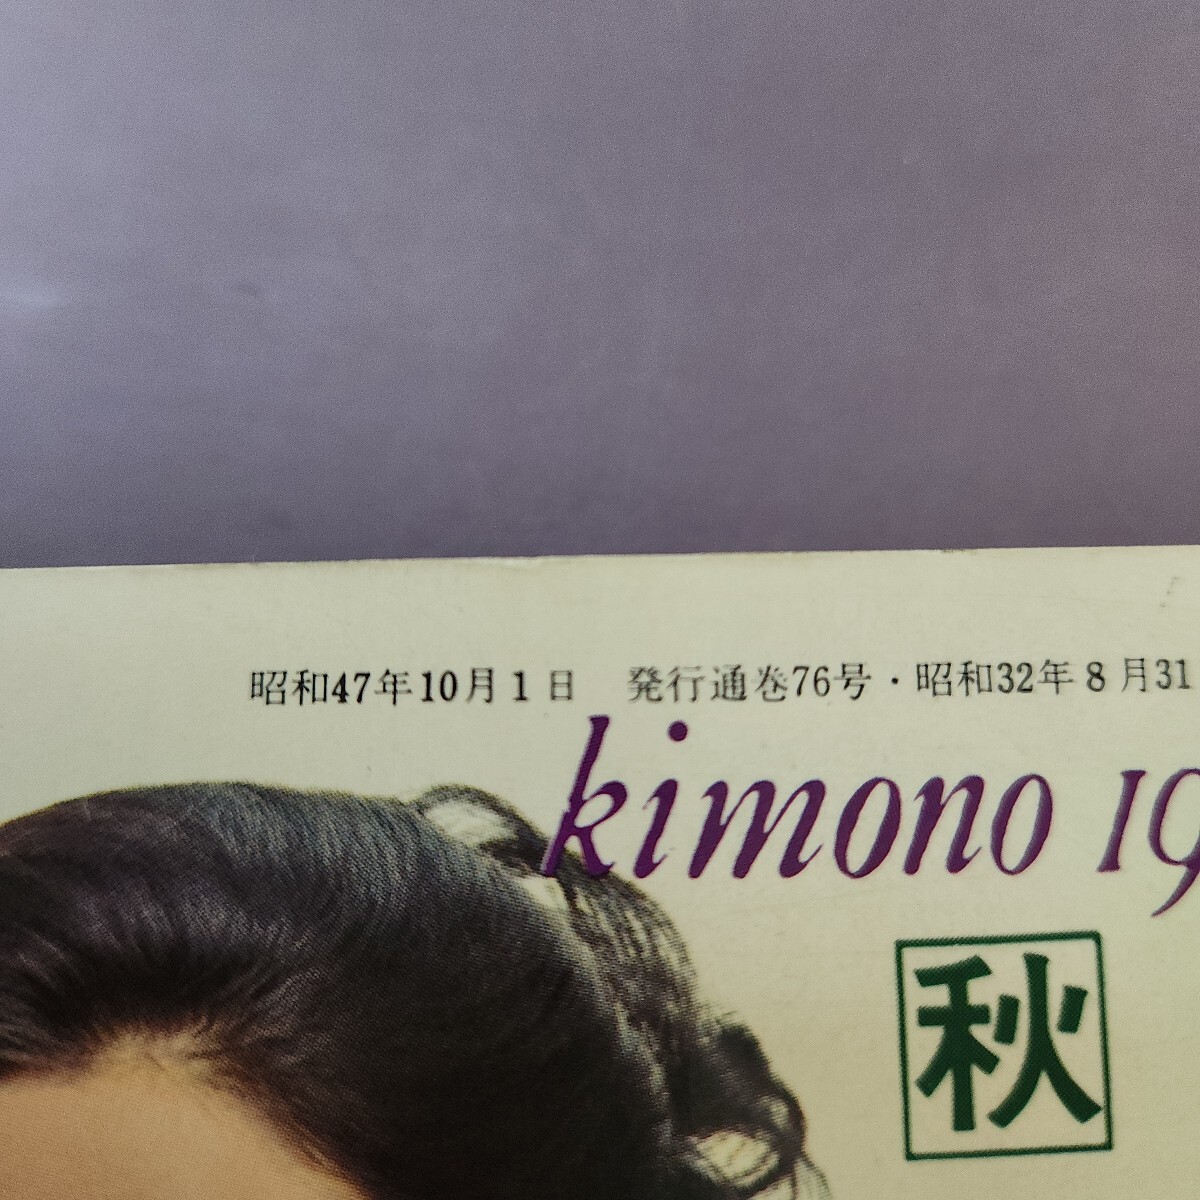 昭和47年10月1日 発行通巻76号・昭和32年8月31
kimono 19
秋